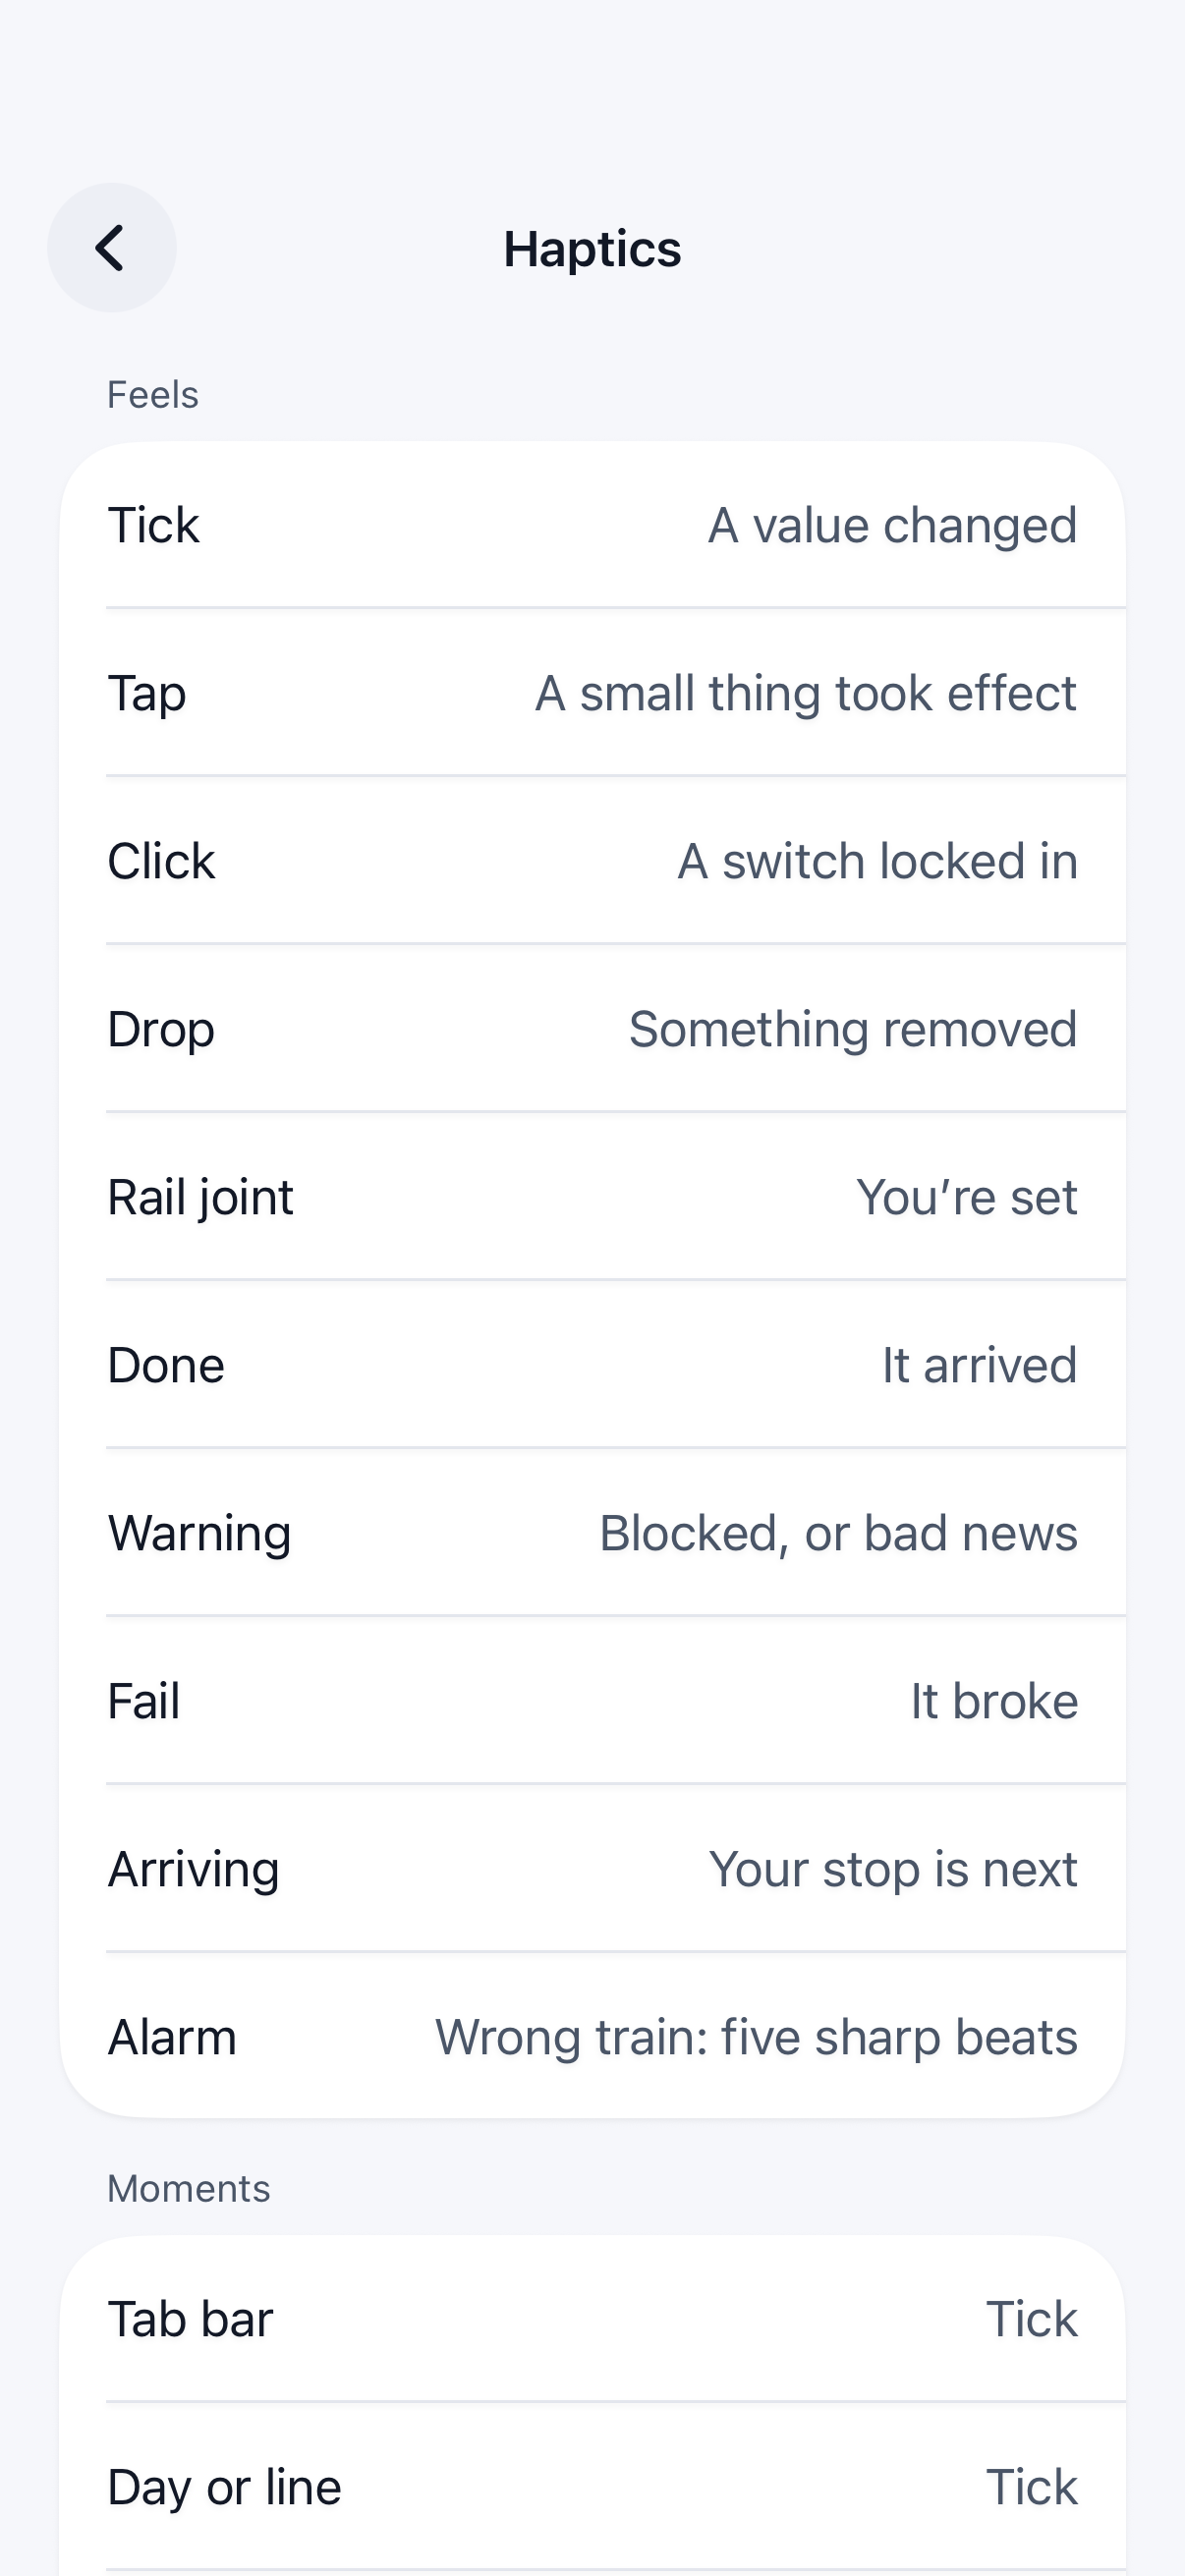 Haptics
Feels
Tick A value changed
Tap A small thing took effect
Click A switch locked in
Drop Something removed
Rail joint You’re set
Done It arrived
Warning Blocked, or bad news
Fail It broke
Arriving Your stop is next
Alarm Wrong train: five sharp beats
Moments
Tab bar Tick
Day or line Tick